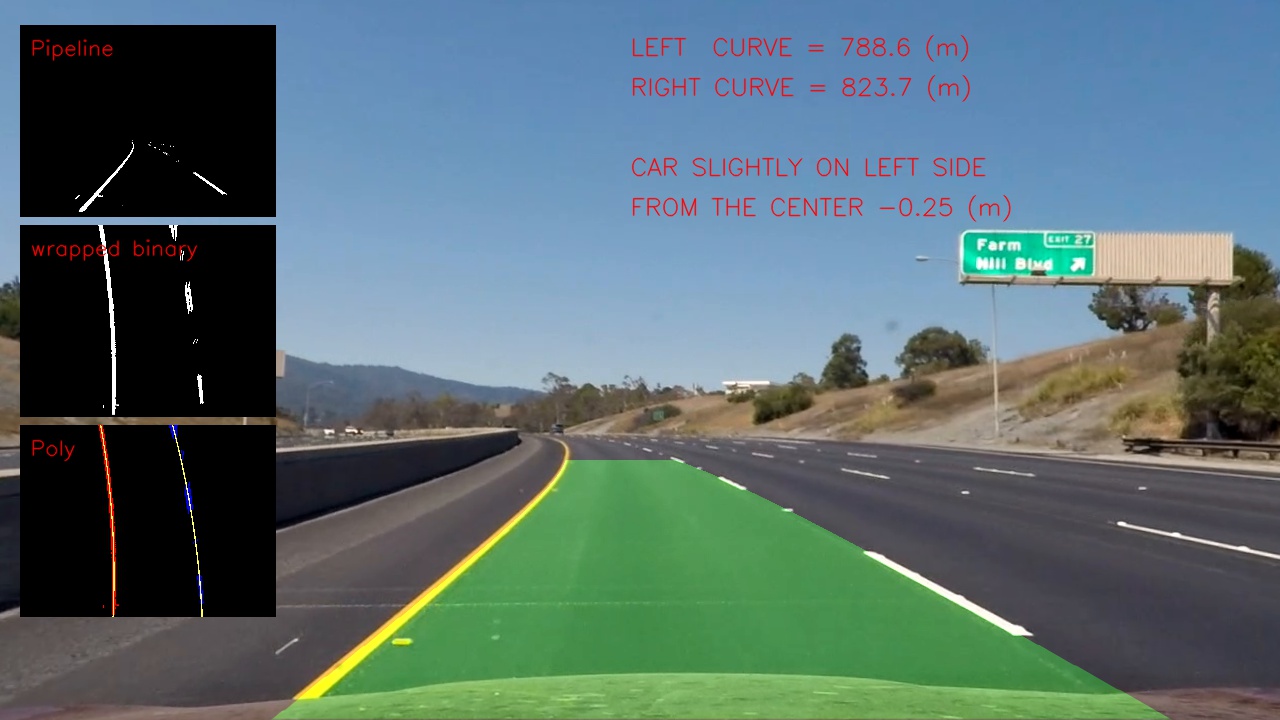 Pipeline
wrapped binary
Poly
LEFT CURVE = 788.6 (m)
RIGHT CURVE = 823.7 (m)
CAR SLIGHTLY ON LEFT SIDE
FROM THE CENTER -0.25 (m)
EXIT 27
Farm
Hill Blvd